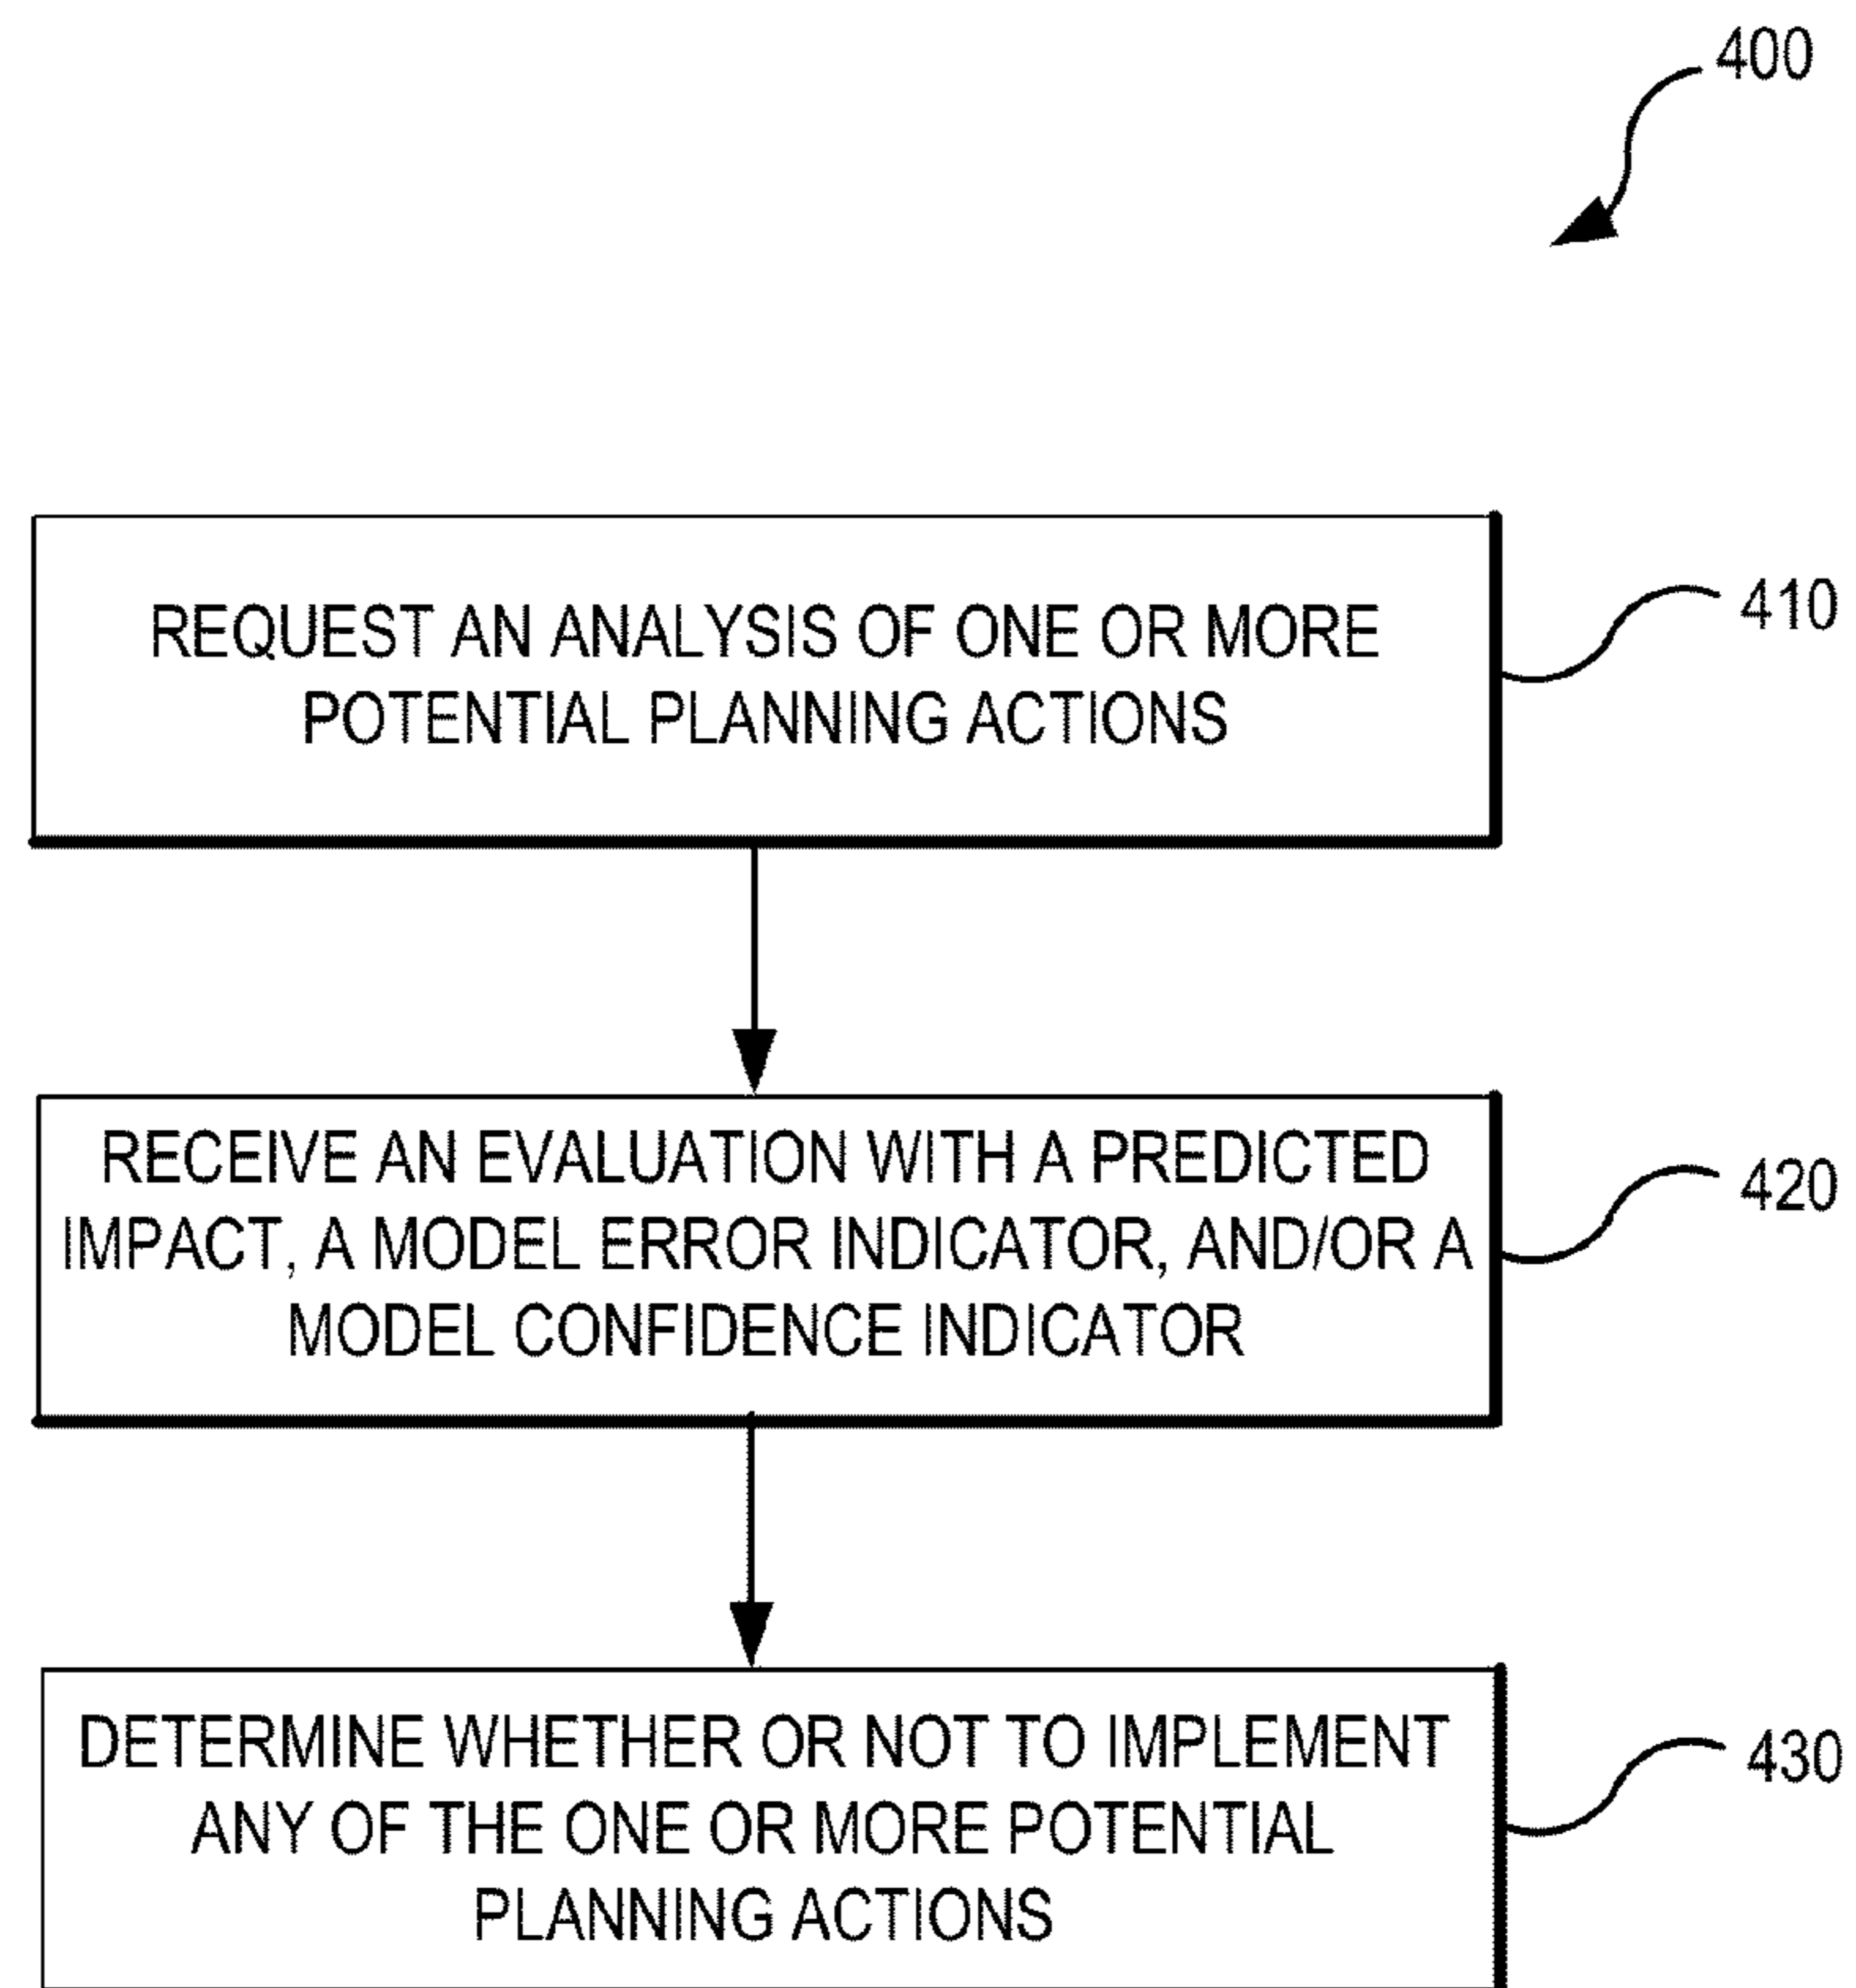 400
REQUEST AN ANALYSIS OF ONE OR MORE
POTENTIAL PLANNING ACTIONS
410
RECEIVE AN EVALUATION WITH A PREDICTED
IMPACT, A MODEL ERROR INDICATOR, AND/OR A
MODEL CONFIDENCE INDICATOR
420
DETERMINE WHETHER OR NOT TO IMPLEMENT
ANY OF THE ONE OR MORE POTENTIAL
PLANNING ACTIONS
430